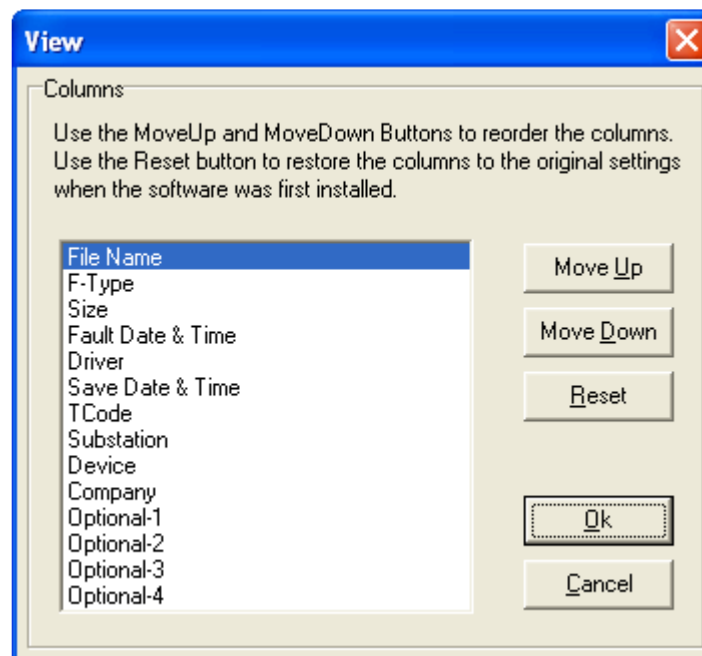 View
Columns
Use the MoveUp and MoveDown Buttons to reorder the columns.
Use the Reset button to restore the columns to the original settings
when the software was first installed.
File Name
F-Type
Size
Fault Date & Time
Driver
Save Date & Time
TCode
Substation
Device
Company
Optional-1
Optional-2
Optional-3
Optional-4
Move Up
Move Down
Reset
Ok
Cancel